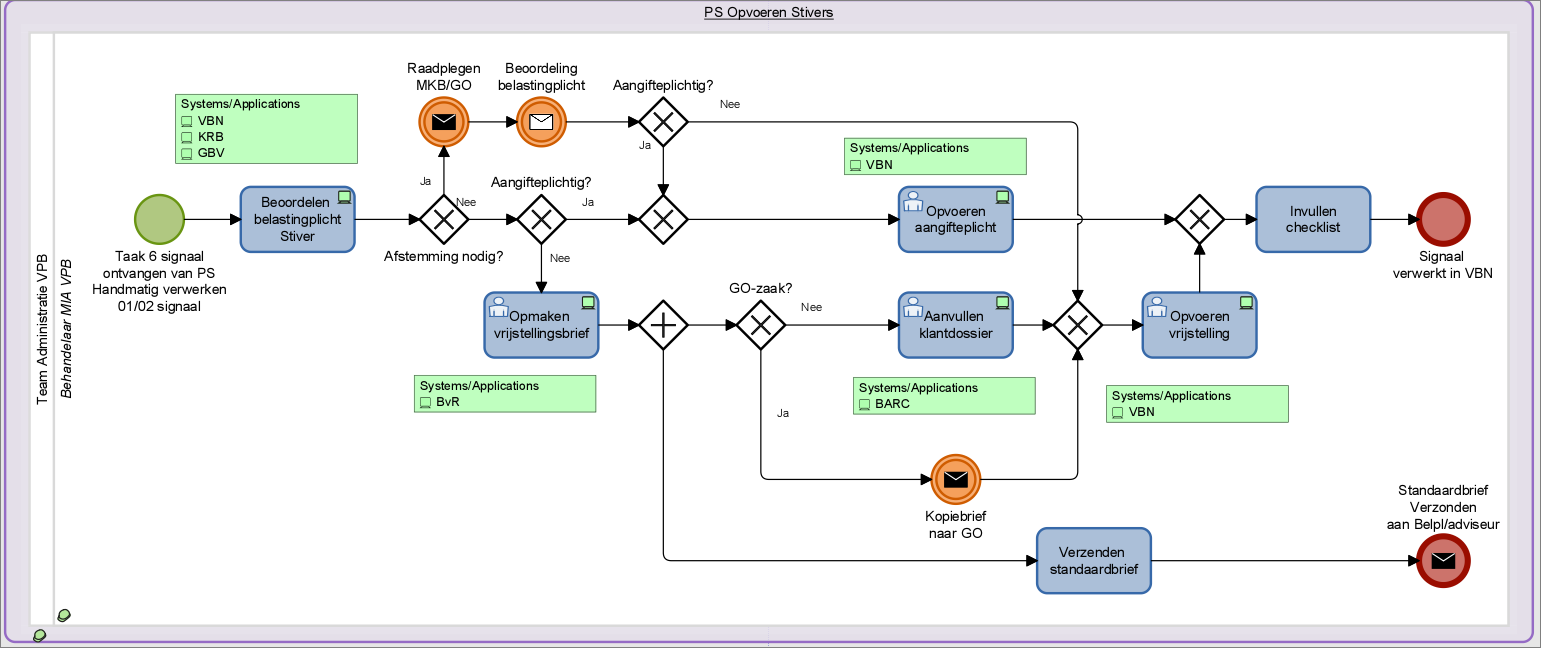 PS Opvoeren Stivers
Team Administratie VPB
Behandelaar MIA VPB
Raadplegen
MKB/GO
Beoordeling
belastingplicht
Aangifteplichtig?
Nee
Ja
Systems/Applications
VBN
KRB
GBV
Systems/Applications
VBN
Beoordelen
belastingplicht
Stiver
Ja
Nee
Afstemming nodig?
Aangifteplichtig?
Ja
Nee
Opvoeren
aangifteplicht
Invullen
checklist
Taak 6 signaal
ontvangen van PS
Handmatig verwerken
01/02 signaal
Signaal
verwerkt in VBN
Opmaken
vrijstellingsbrief
GO-zaak?
Nee
Ja
Aanvullen
klantdossier
Opvoeren
vrijstelling
Systems/Applications
BvR
Systems/Applications
BARC
Systems/Applications
VBN
Kopiebrief
naar GO
Verzenden
standaardbrief
Standaardbrief
Verzonden
aan Belpl/adviseur